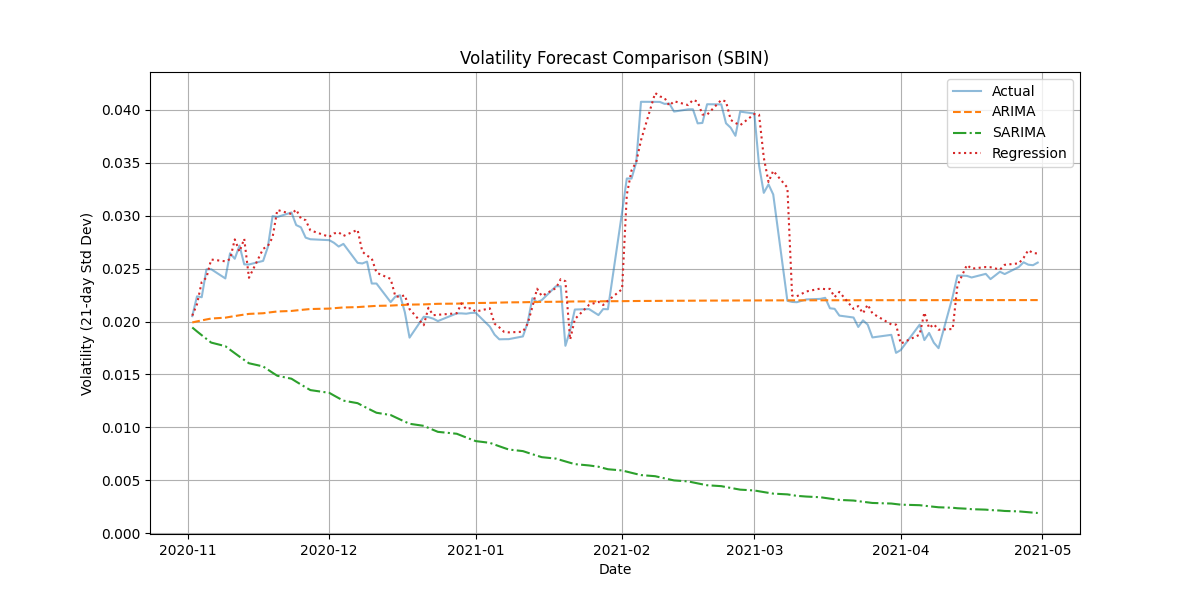 Volatility Forecast Comparison (SBIN)
Actual
ARIMA
SARIMA
Regression
Volatility (21-day Std Dev)
0.040
0.035
0.030
0.025
0.020
0.015
0.010
0.005
0.000
2020-11 2020-12 2021-01 2021-02 2021-03 2021-04 2021-05
Date